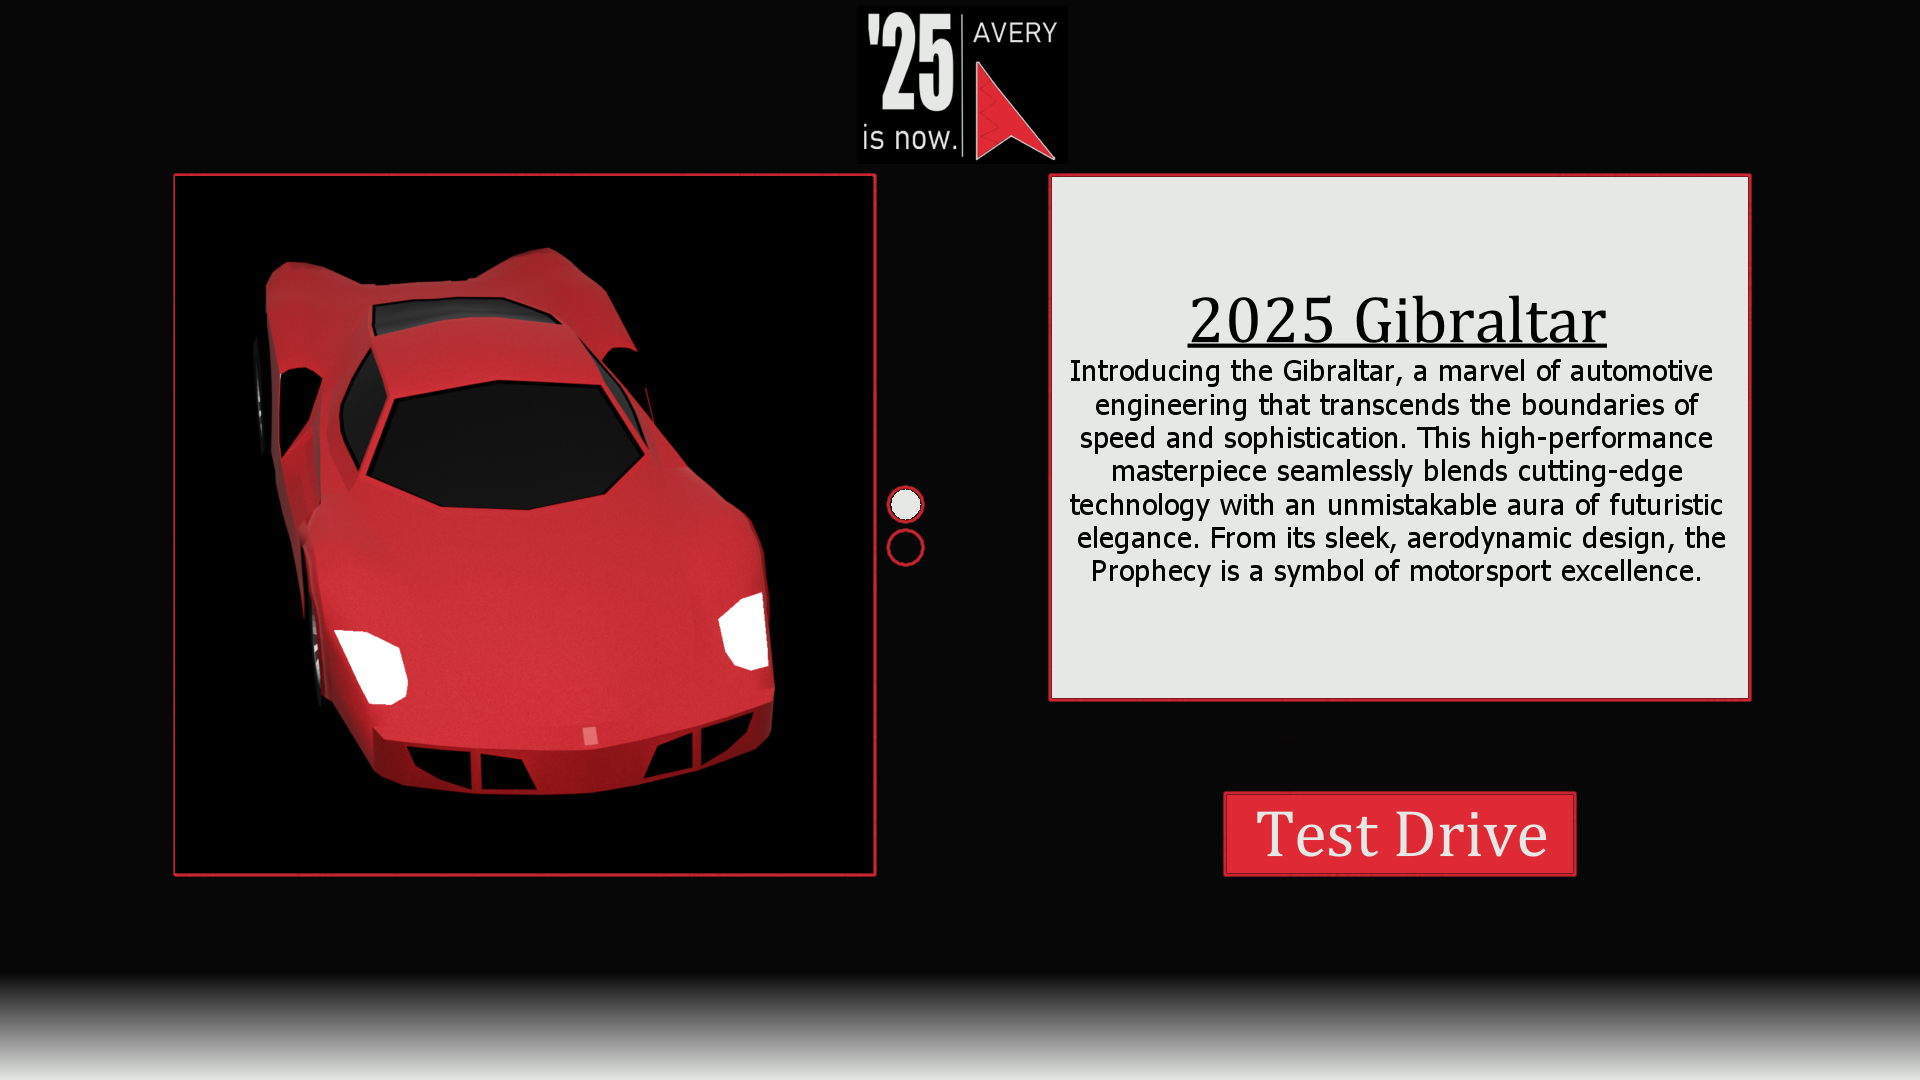 '25
is now.
AVERY
2025 Gibraltar
Introducing the Gibraltar, a marvel of automotive
engineering that transcends the boundaries of
speed and sophistication. This high-performance
masterpiece seamlessly blends cutting-edge
technology with an unmistakable aura of futuristic
elegance. From its sleek, aerodynamic design, the
Prophecy is a symbol of motorsport excellence.
Test Drive